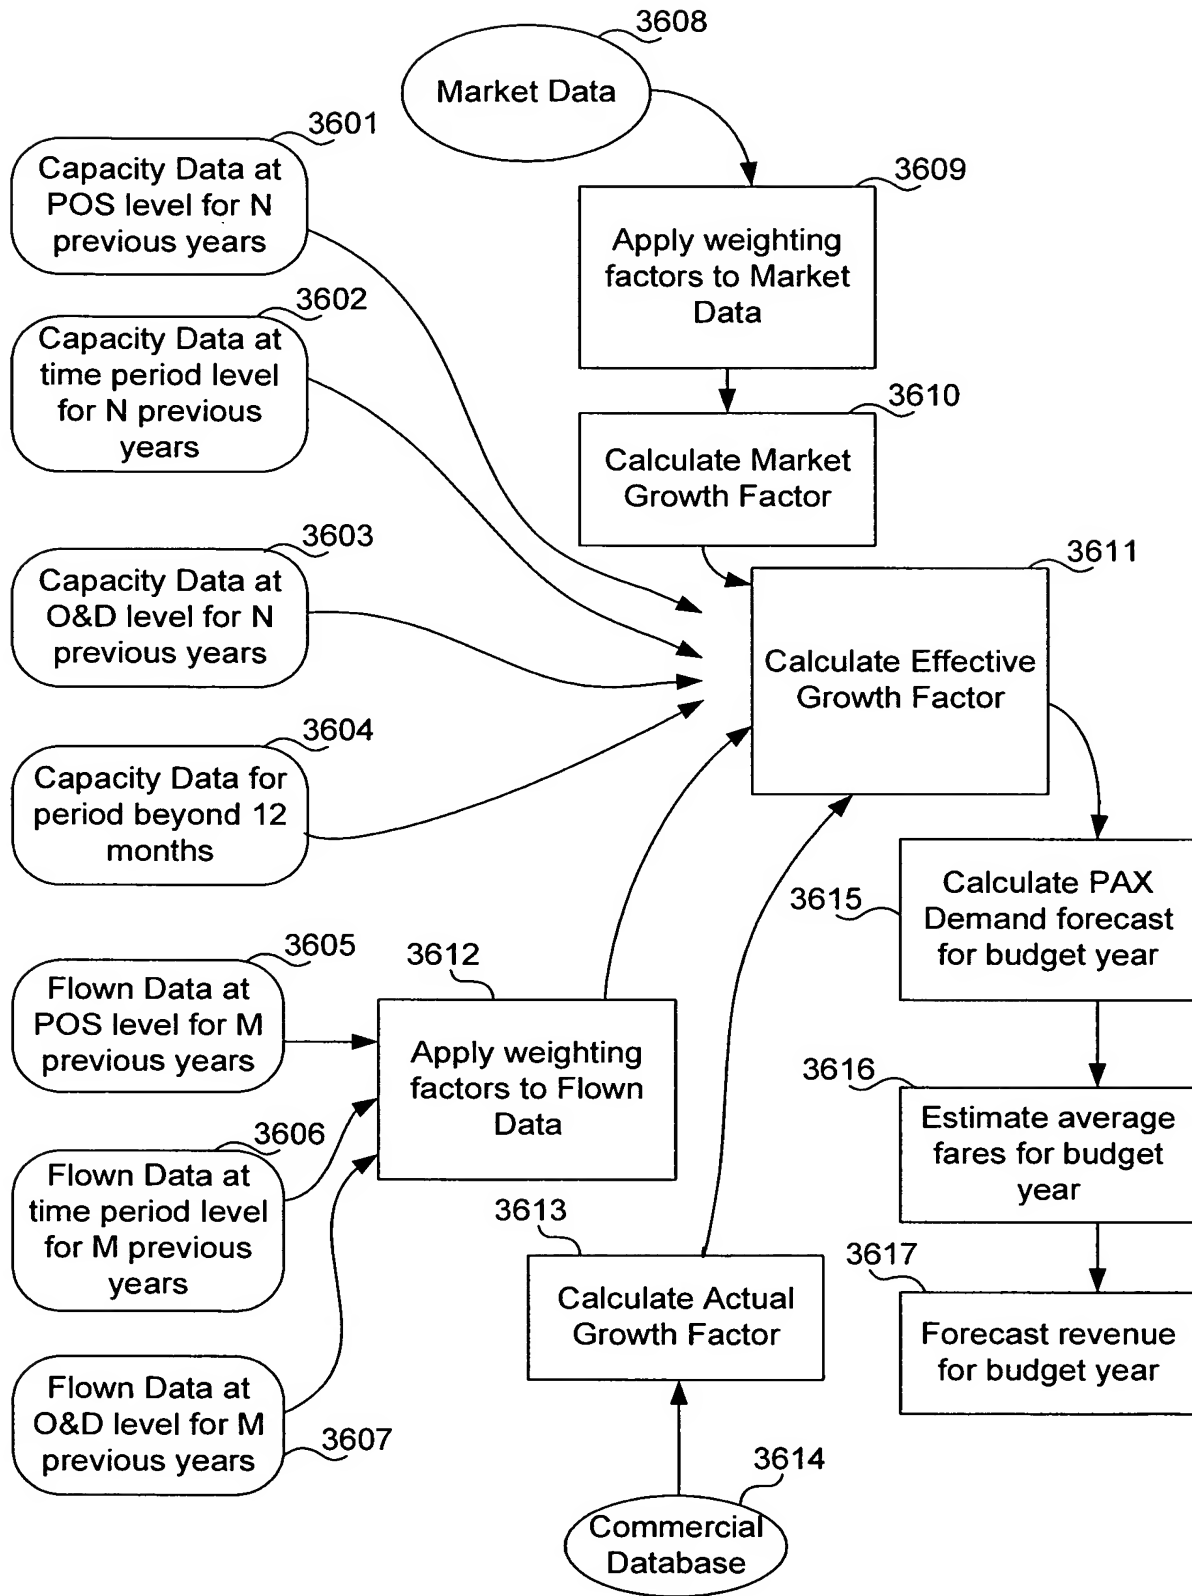 3608
Market Data
3601
Capacity Data at
POS level for N
previous years
3609
Apply weighting
factors to Market
Data
3602
Capacity Data at
time period level
for N previous
years
3610
Calculate Market
Growth Factor
3603
Capacity Data at
O&D level for N
previous years
3611
Calculate Effective
Growth Factor
3604
Capacity Data for
period beyond 12
months
3615
Calculate PAX
Demand forecast
for budget year
3605
Flown Data at
POS level for M
previous years
3612
Apply weighting
factors to Flown
Data
3616
Estimate average
fares for budget
year
3606
Flown Data at
time period level
for M previous
years
3613
Calculate Actual
Growth Factor
3617
Forecast revenue
for budget year
Flown Data at
O&D level for M
previous years
3607
3614
Commercial
Database